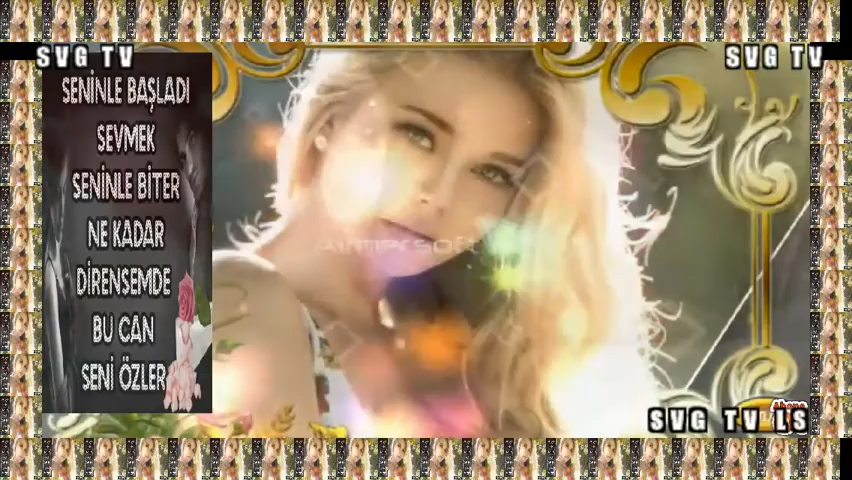 SVG TV
SVG TV
SENİNLE BAŞLADI
SEVMEK
SENİNLE BİTER
NE KADAR
DİRENSEMDE
BU CAN
SENİ ÖZLER
SVG TV LS